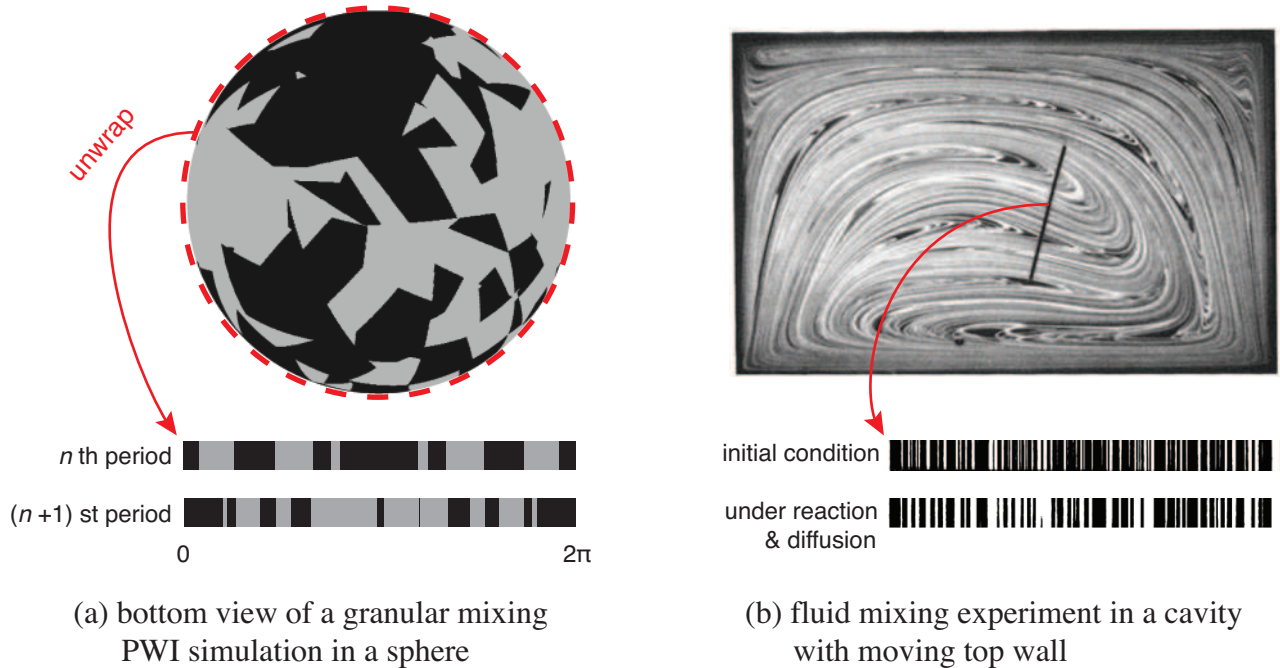 unwrap
n th period
(n +1) st period
0
2π
(a) bottom view of a granular mixing
PWI simulation in a sphere
initial condition
under reaction
& diffusion
(b) fluid mixing experiment in a cavity
with moving top wall